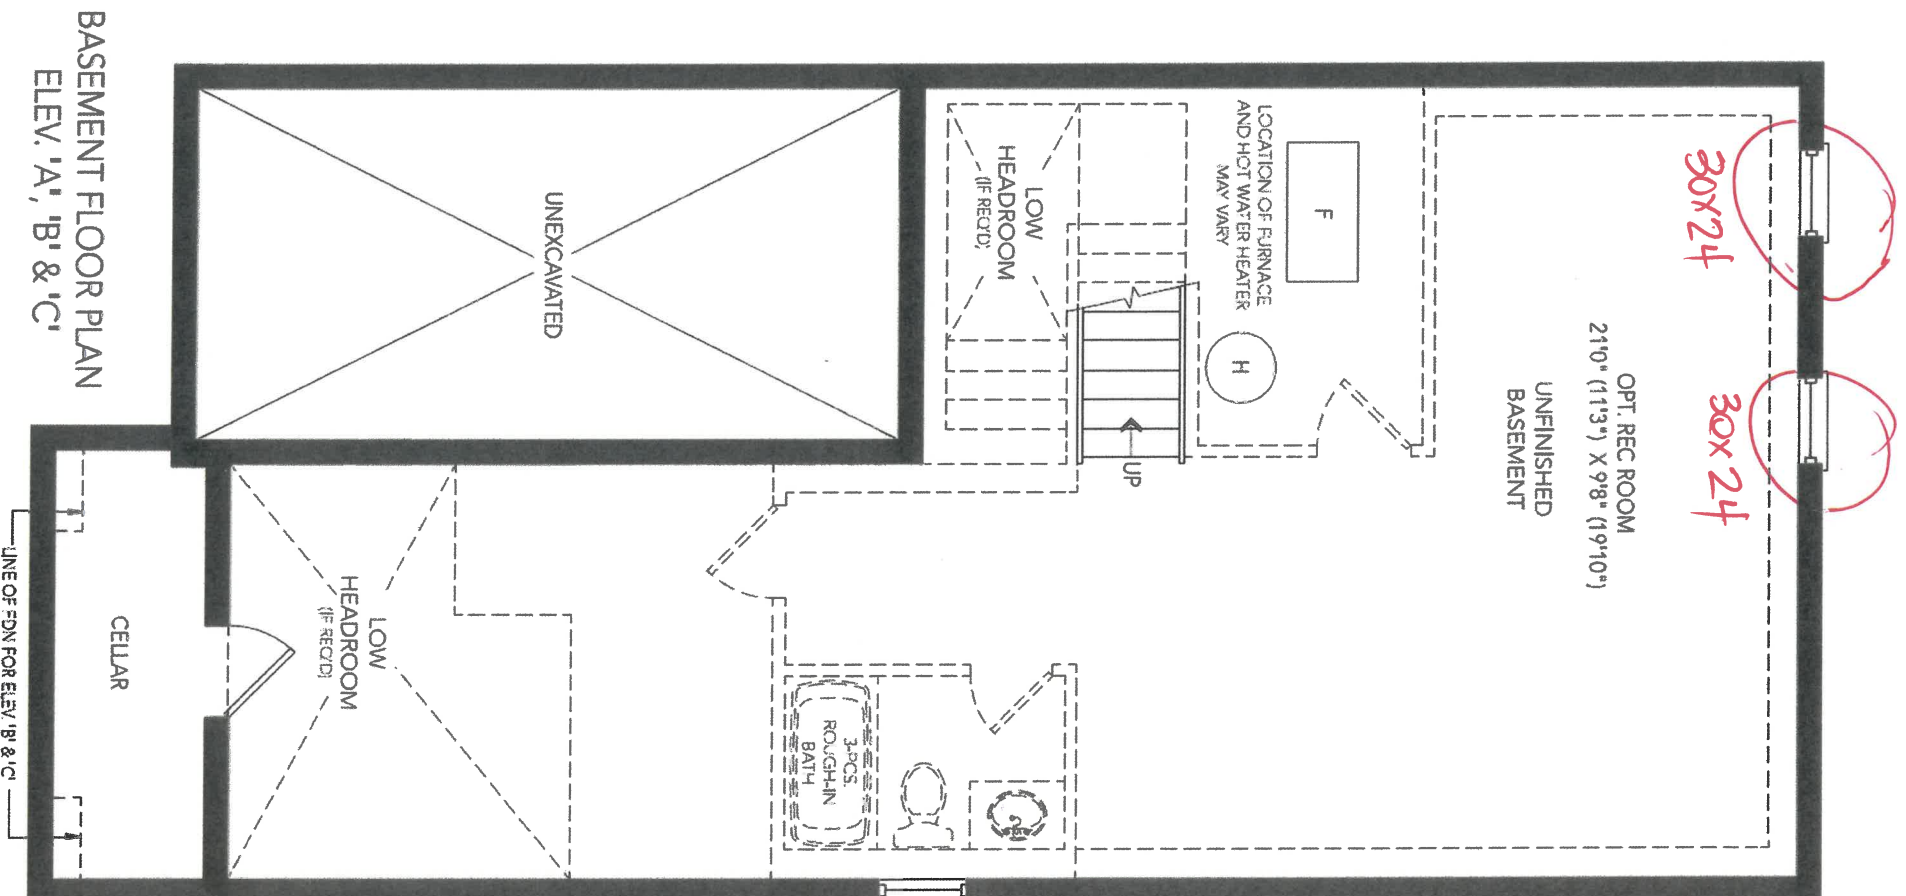 BASEMENT FLOOR PLAN
ELEV. 'A', 'B' & 'C'
30x24
30x24
OPT. REC ROOM
21'0" (11'3") X 9'8" (19'10")
UNFINISHED
BASEMENT
F
LOCATION OF FURNACE
AND HOT WATER HEATER
MAY VARY
H
UP
LOW
HEADROOM
(IF REQ'D)
UNEXCAVATED
3-PCS.
ROUGH-IN
BATH
LOW
HEADROOM
(IF REQ'D)
CELLAR
LINE OF FDN FOR ELEV. 'B' & 'C'